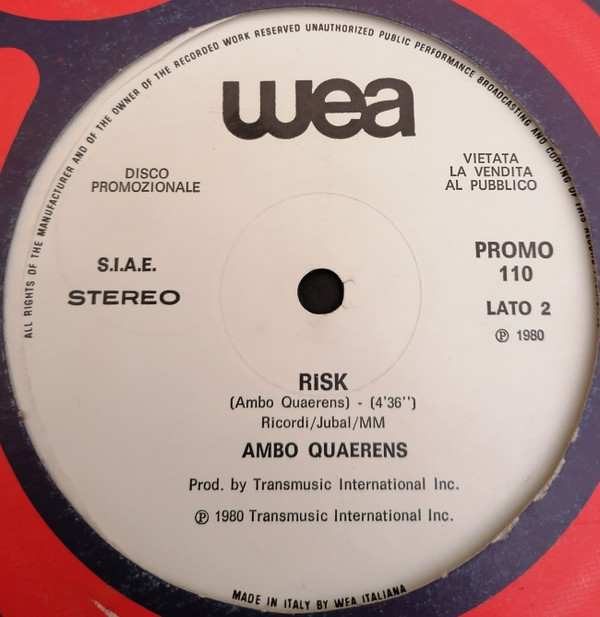 ALL RIGHTS OF THE MANUFACTURER AND OF THE OWNER OF THE RECORDED WORK RESERVED UNAUTHORIZED PUBLIC PERFORMANCE BROADCASTING AND COPYING OF THIS RECORD
wea
DISCO
PROMOZIONALE
VIETATA
LA VENDITA
AL PUBBLICO
S.I.A.E.
STEREO
PROMO
110
LATO 2
℗ 1980
RISK
(Ambo Quaerens) - (4'36'')
Ricordi/Jubal/MM
AMBO QUAERENS
Prod. by Transmusic International Inc.
℗ 1980 Transmusic International Inc.
MADE IN ITALY BY WEA ITALIANA